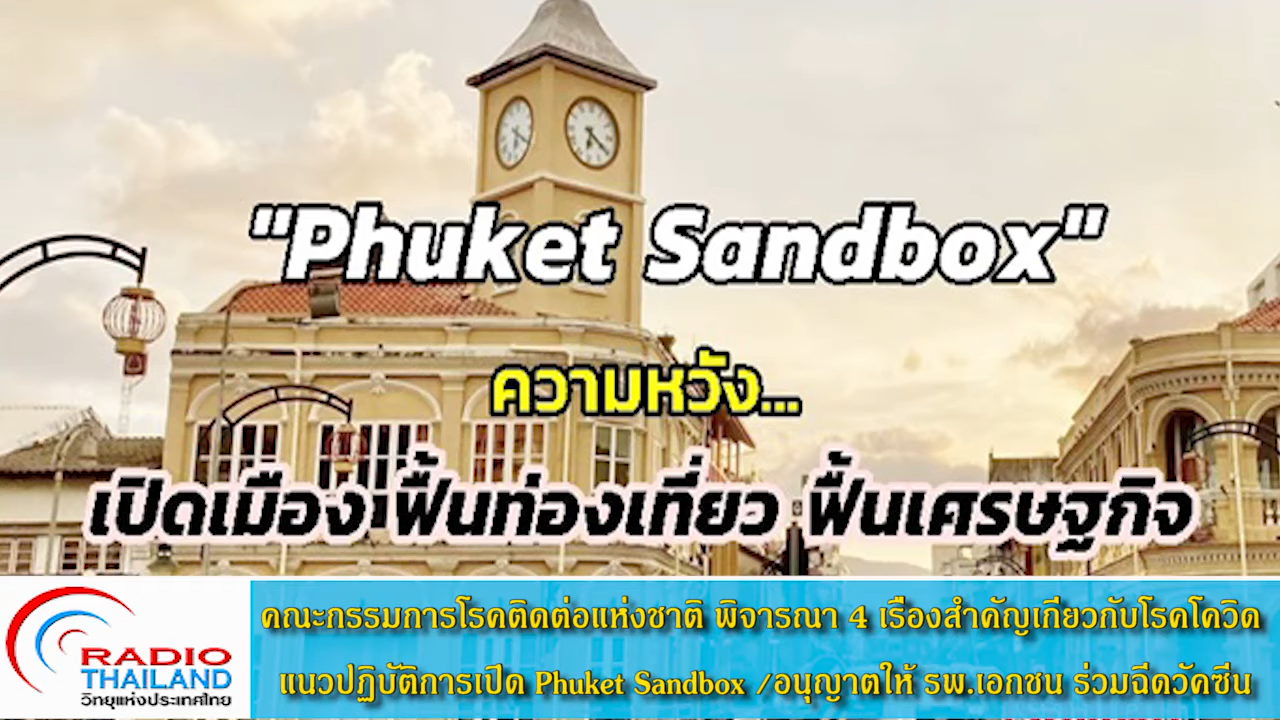 "Phuket Sandbox"
ความหวัง...
เปิดเมือง ฟื้นท่องเที่ยว ฟื้นเศรษฐกิจ
คณะกรรมการโรคติดต่อแห่งชาติ พิจารณา 4 เรื่องสำคัญเกี่ยวกับโรคโควิด
แนวปฏิบัติการเปิด Phuket Sandbox /อนุญาตให้ รพ.เอกชน ร่วมฉีดวัคซีน
RADIO
THAILAND
วิทยุแห่งประเทศไทย